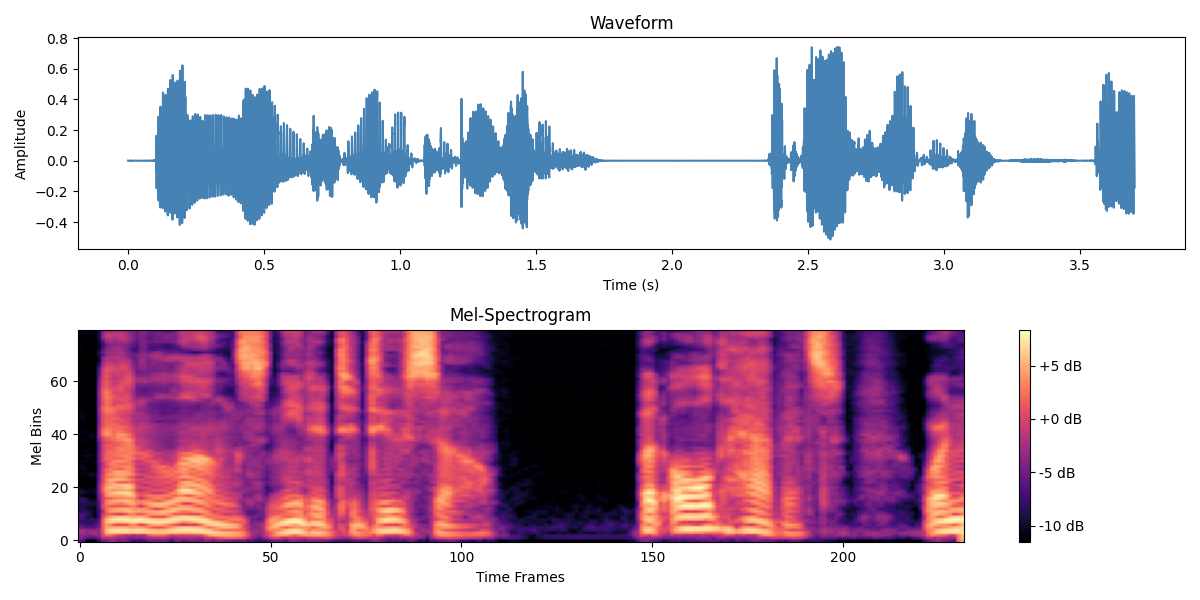 Waveform
0.8
0.6
0.4
0.2
0.0
−0.2
−0.4
Amplitude
0.0 0.5 1.0 1.5 2.0 2.5 3.0 3.5
Time (s)
Mel-Spectrogram
60
40
20
0
Mel Bins
0 50 100 150 200
Time Frames
+5 dB
+0 dB
-5 dB
-10 dB